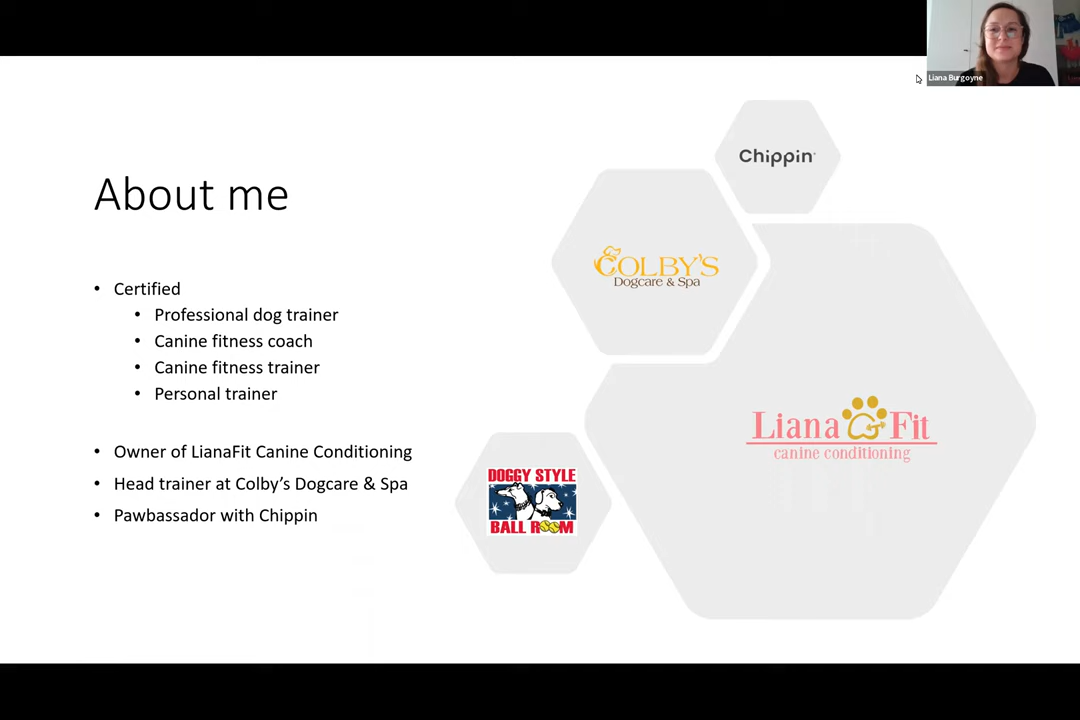 Liana Burgoyne
About me
• Certified
• Professional dog trainer
• Canine fitness coach
• Canine fitness trainer
• Personal trainer
• Owner of LianaFit Canine Conditioning
• Head trainer at Colby’s Dogcare & Spa
• Pawbassador with Chippin
Chippin
COLBY'S
Dogcare & Spa
Liana Fit
canine conditioning
DOGGY STYLE
BALL ROOM